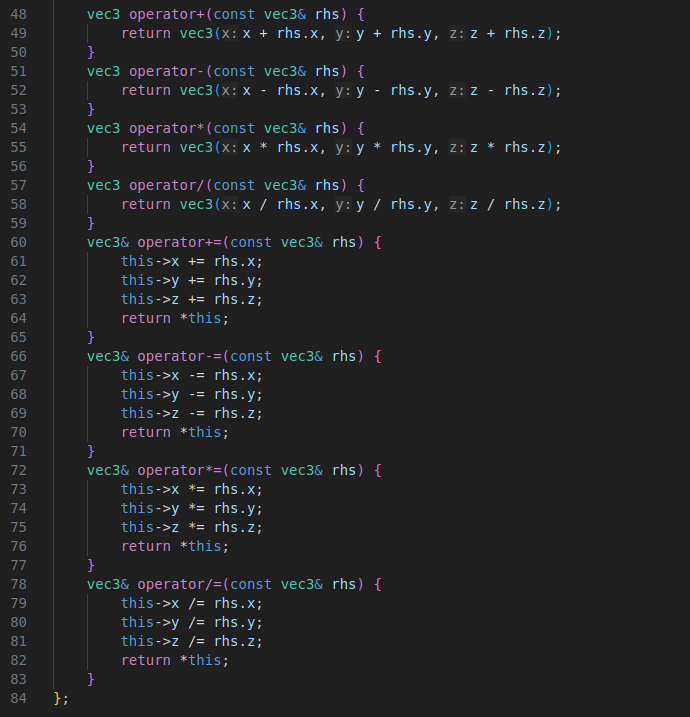 48 vec3 operator+(const vec3& rhs) {
49 return vec3(x: x + rhs.x, y: y + rhs.y, z: z + rhs.z);
50 }
51 vec3 operator-(const vec3& rhs) {
52 return vec3(x: x - rhs.x, y: y - rhs.y, z: z - rhs.z);
53 }
54 vec3 operator*(const vec3& rhs) {
55 return vec3(x: x * rhs.x, y: y * rhs.y, z: z * rhs.z);
56 }
57 vec3 operator/(const vec3& rhs) {
58 return vec3(x: x / rhs.x, y: y / rhs.y, z: z / rhs.z);
59 }
60 vec3& operator+=(const vec3& rhs) {
61 this->x += rhs.x;
62 this->y += rhs.y;
63 this->z += rhs.z;
64 return *this;
65 }
66 vec3& operator-=(const vec3& rhs) {
67 this->x -= rhs.x;
68 this->y -= rhs.y;
69 this->z -= rhs.z;
70 return *this;
71 }
72 vec3& operator*=(const vec3& rhs) {
73 this->x *= rhs.x;
74 this->y *= rhs.y;
75 this->z *= rhs.z;
76 return *this;
77 }
78 vec3& operator/=(const vec3& rhs) {
79 this->x /= rhs.x;
80 this->y /= rhs.y;
81 this->z /= rhs.z;
82 return *this;
83 }
84 };